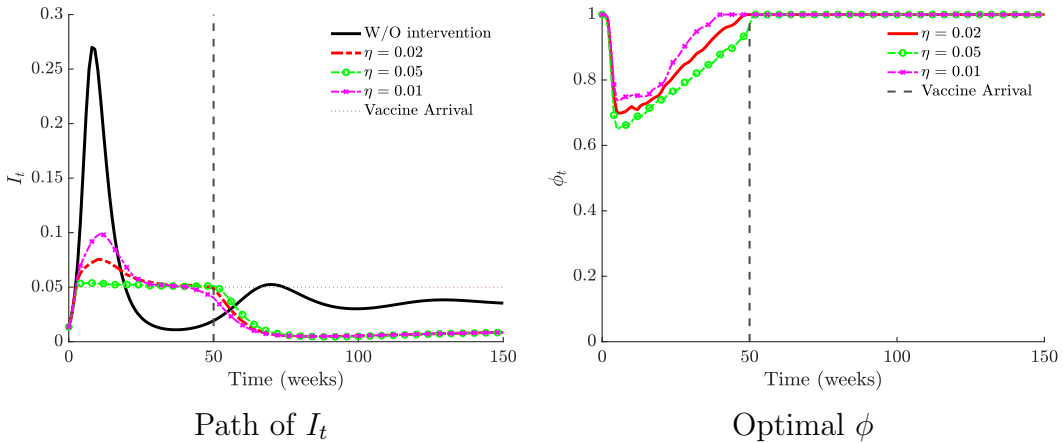 0.3
0.25
0.2
0.15
0.1
0.05
0
I_t
W/O intervention
η = 0.02
η = 0.05
η = 0.01
Vaccine Arrival
0 50 100 150
Time (weeks)
Path of I_t
1
0.8
0.6
0.4
0.2
0
ϕ_t
η = 0.02
η = 0.05
η = 0.01
Vaccine Arrival
0 50 100 150
Time (weeks)
Optimal ϕ